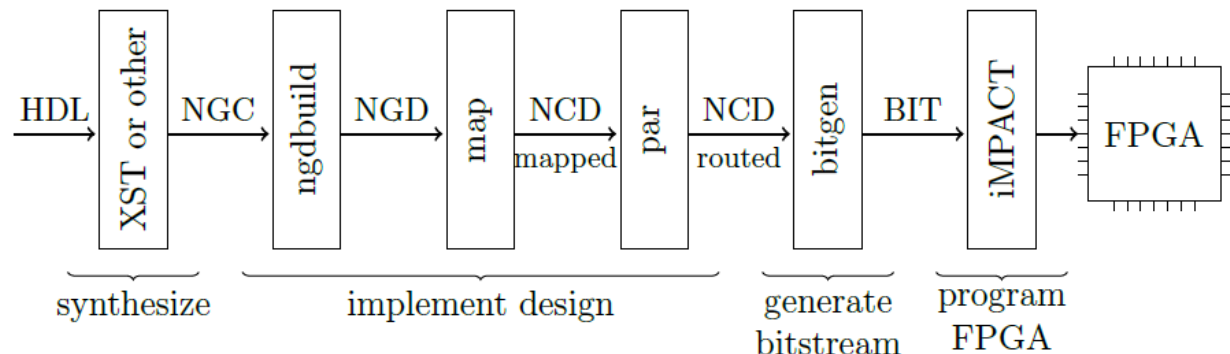 HDL
XST or other
NGC
ngdbuild
NGD
map
NCD
mapped
par
NCD
routed
bitgen
BIT
iMPACT
FPGA
synthesize
implement design
generate
bitstream
program
FPGA